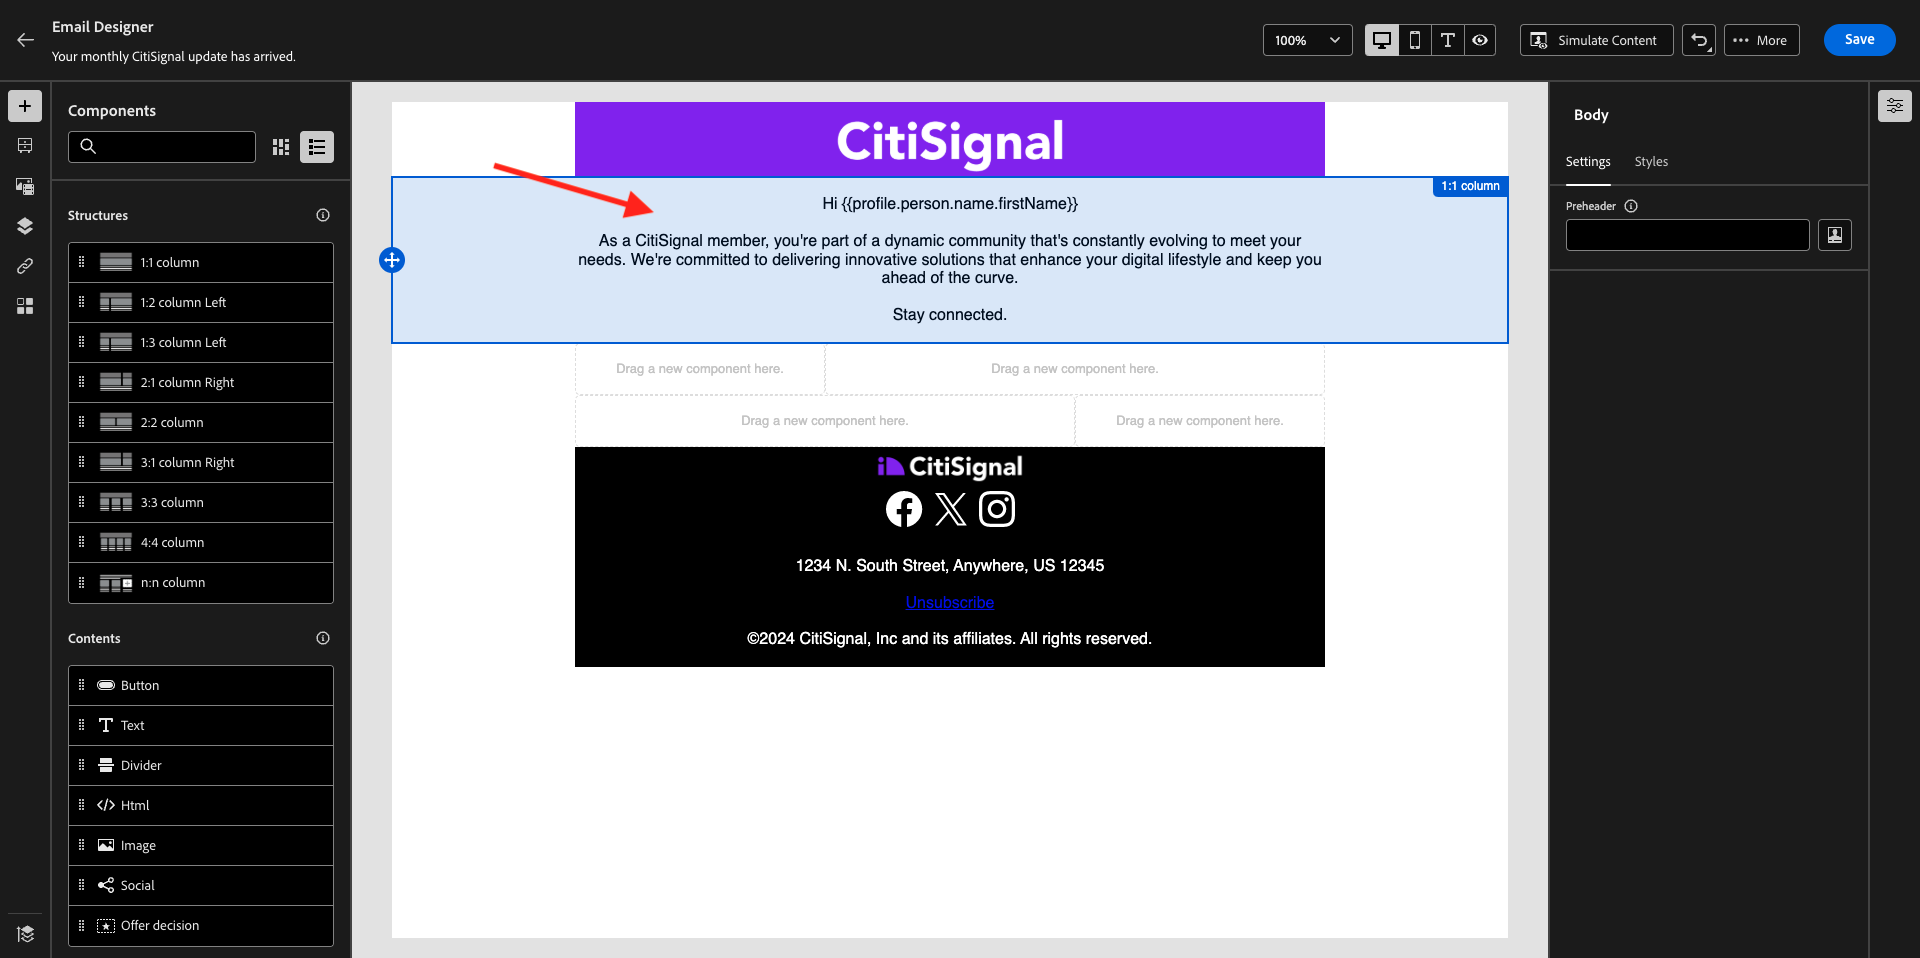 Email Designer
Your monthly CitiSignal update has arrived.
100%
Simulate Content
More
Save
Components
Structures
1:1 column
1:2 column Left
1:3 column Left
2:1 column Right
2:2 column
3:1 column Right
3:3 column
4:4 column
n:n column
Contents
Button
Text
Divider
Html
Image
Social
Offer decision
CitiSignal
1:1 column
Hi {{profile.person.name.firstName}}
As a CitiSignal member, you're part of a dynamic community that's constantly evolving to meet your
needs. We're committed to delivering innovative solutions that enhance your digital lifestyle and keep you
ahead of the curve.
Stay connected.
Drag a new component here.
Drag a new component here.
Drag a new component here.
Drag a new component here.
CitiSignal
1234 N. South Street, Anywhere, US 12345
Unsubscribe
©2024 CitiSignal, Inc and its affiliates. All rights reserved.
Body
Settings
Styles
Preheader